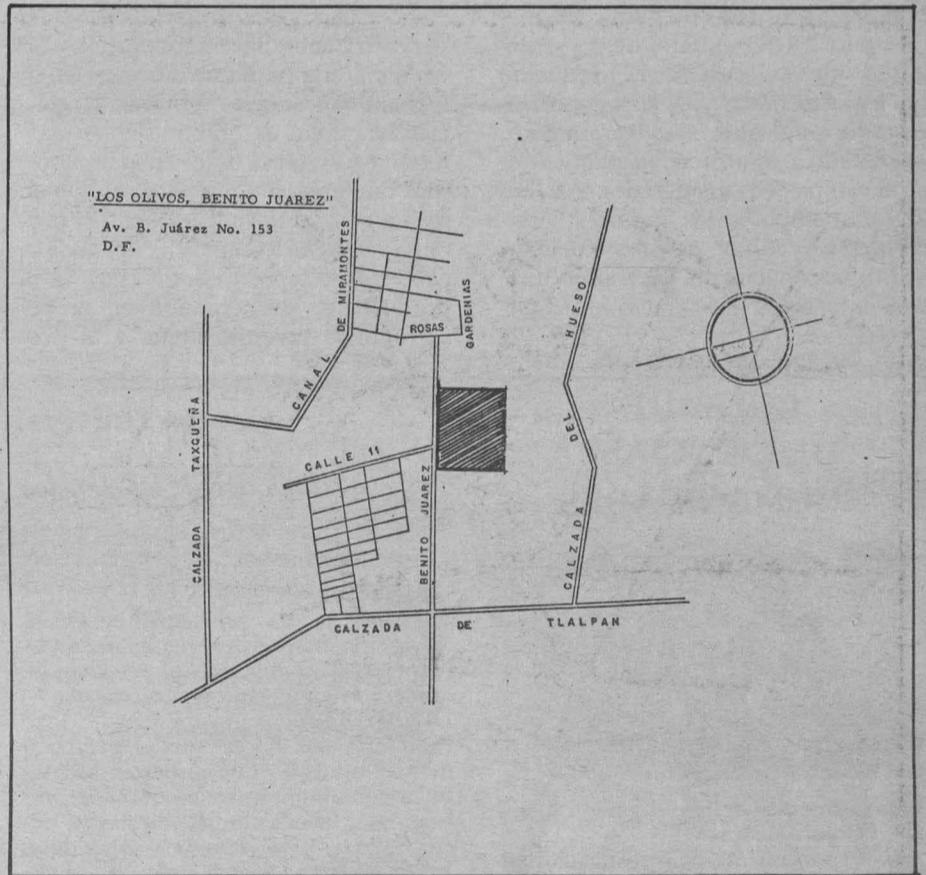 "LOS OLIVOS, BENITO JUAREZ"
Av. B. Juárez No. 153
D.F.
CANAL DE MIRAMONTES
ROSAS
GARDENIAS
CALZADA DEL HUESO
CALZADA TAXQUEÑA
CALLE 11
BENITO JUAREZ
CALZADA DE TLALPAN